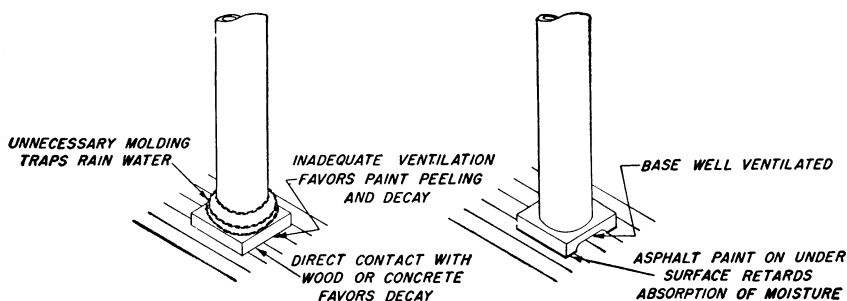 UNNECESSARY MOLDING
TRAPS RAIN WATER
INADEQUATE VENTILATION
FAVORS PAINT PEELING
AND DECAY
DIRECT CONTACT WITH
WOOD OR CONCRETE
FAVORS DECAY
BASE WELL VENTILATED
ASPHALT PAINT ON UNDER
SURFACE RETARDS
ABSORPTION OF MOISTURE